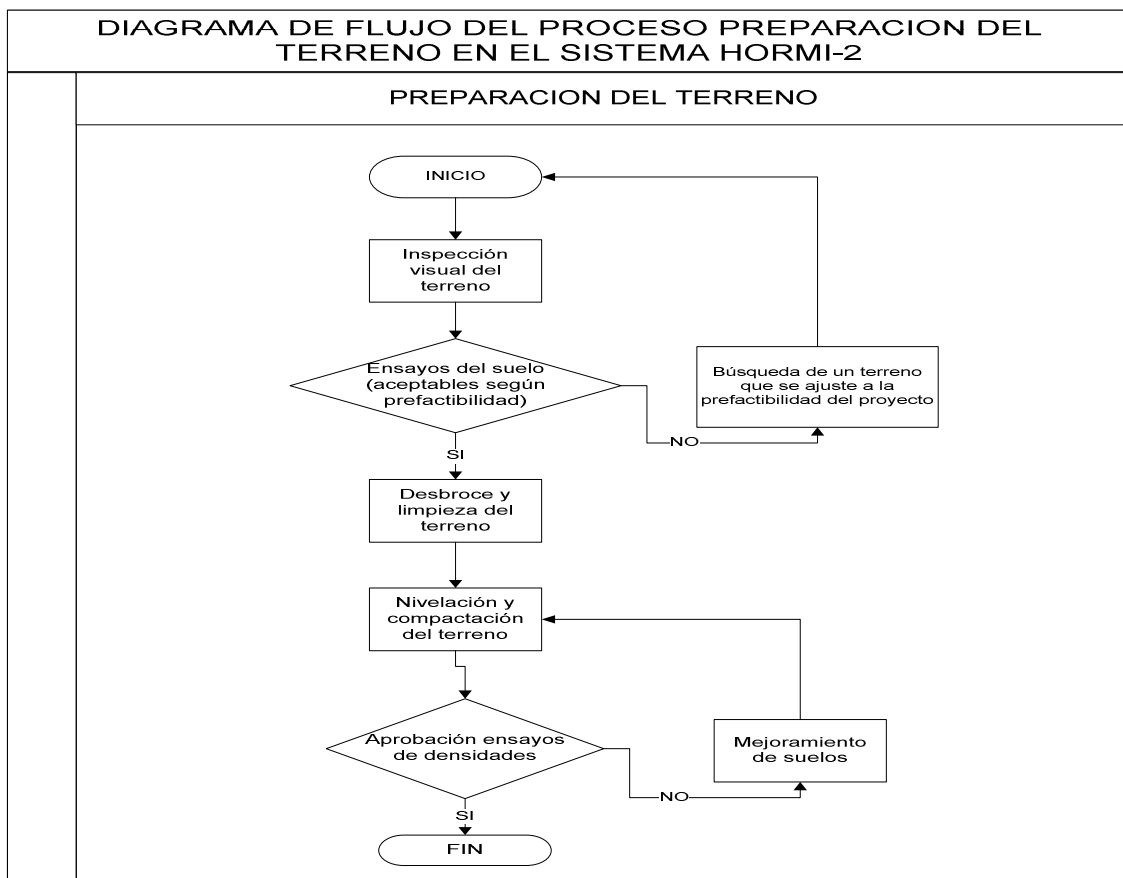 DIAGRAMA DE FLUJO DEL PROCESO PREPARACION DEL
TERRENO EN EL SISTEMA HORMI-2
PREPARACION DEL TERRENO
INICIO
Inspección
visual del
terreno
Ensayos del suelo
(aceptables según
prefactibilidad)
Búsqueda de un terreno
que se ajuste a la
prefactibilidad del proyecto
NO
SI
Desbroce y
limpieza del
terreno
Nivelación y
compactación
del terreno
Aprobación ensayos
de densidades
Mejoramiento
de suelos
NO
SI
FIN